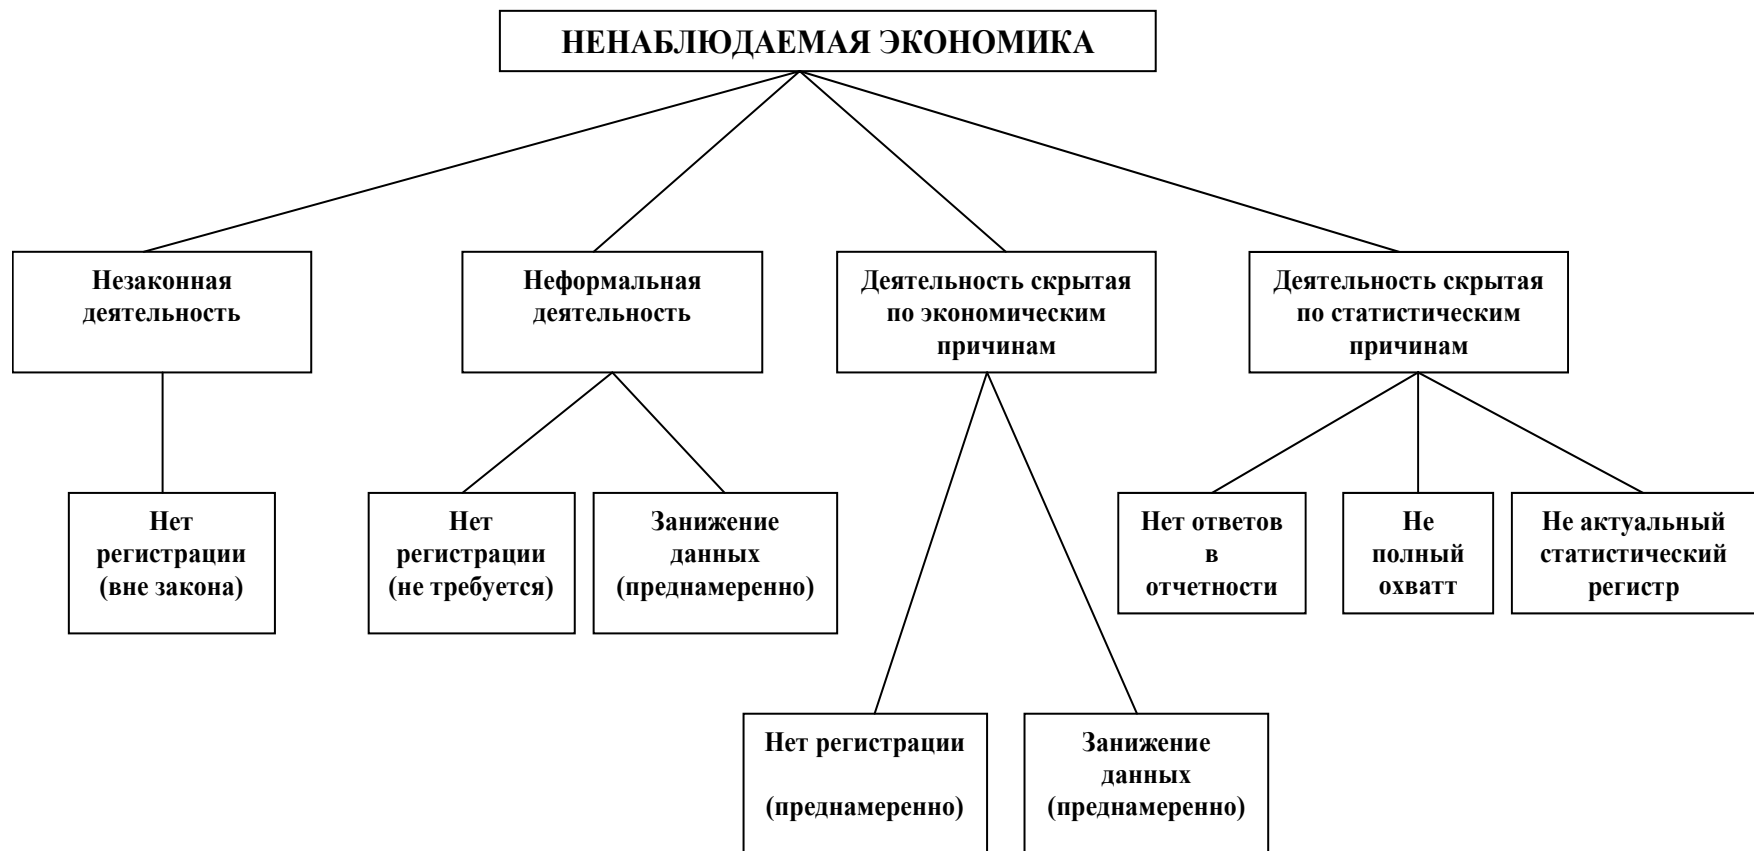 НЕНАБЛЮДАЕМАЯ ЭКОНОМИКА
Незаконная
деятельность
Неформальная
деятельность
Деятельность скрытая
по экономическим
причинам
Деятельность скрытая
по статистическим
причинам
Нет
регистрации
(вне закона)
Нет
регистрации
(не требуется)
Занижение
данных
(преднамеренно)
Нет ответов
в
отчетности
Не
полный
охватт
Не актуальный
статистический
регистр
Нет регистрации
(преднамеренно)
Занижение
данных
(преднамеренно)